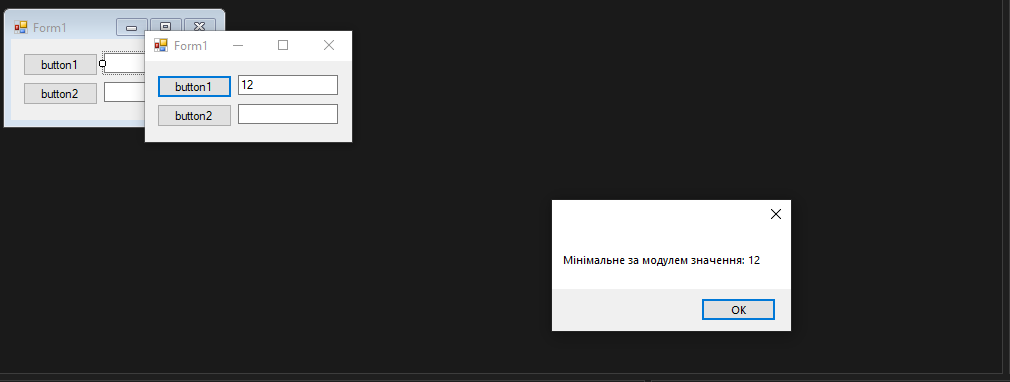 Form1
button1
button2
Form1
button1
12
button2
Мінімальне за модулем значення: 12
OK